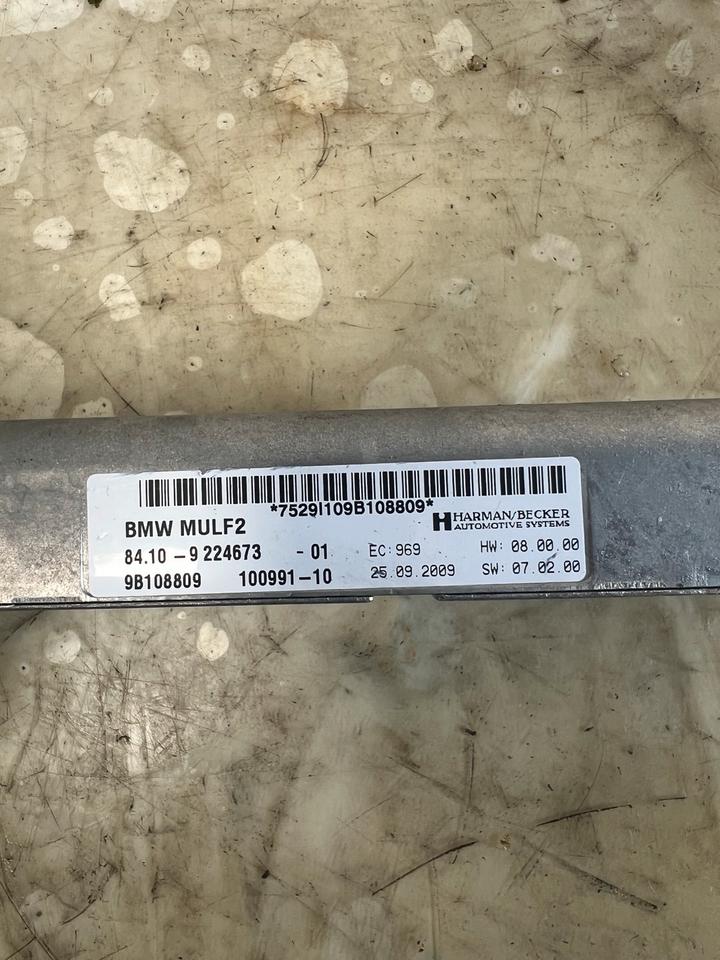 *7529I109B108809*
BMW MULF2
HARMAN/BECKER
AUTOMOTIVE SYSTEMS
84.10 - 9 224673 - 01 EC: 969 HW: 08.00.00
9B108809 100991-10 25.09.2009 SW: 07.02.00